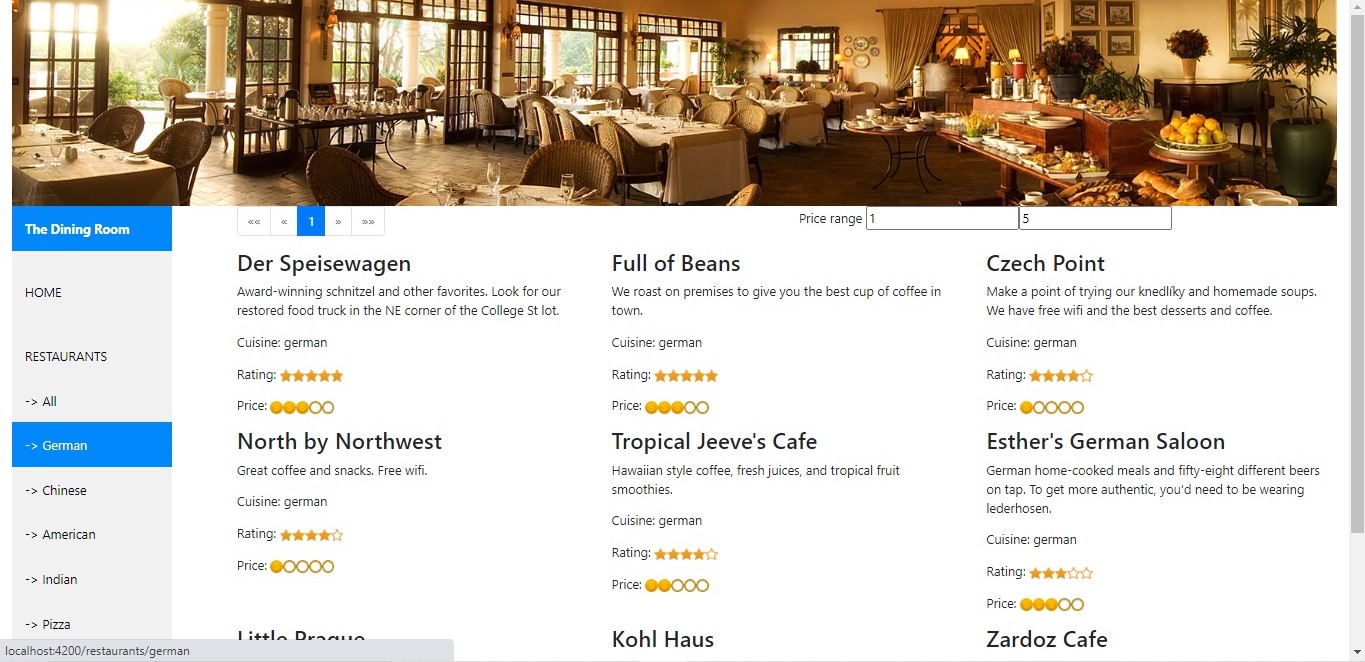 The Dining Room
HOME
RESTAURANTS
-> All
-> German
-> Chinese
-> American
-> Indian
-> Pizza
«« « 1 » »»
Price range 1 5
Der Speisewagen
Award-winning schnitzel and other favorites. Look for our
restored food truck in the NE corner of the College St lot.
Cuisine: german
Rating:
Price:
Full of Beans
We roast on premises to give you the best cup of coffee in
town.
Cuisine: german
Rating:
Price:
Czech Point
Make a point of trying our knedlíky and homemade soups.
We have free wifi and the best desserts and coffee.
Cuisine: german
Rating:
Price:
North by Northwest
Great coffee and snacks. Free wifi.
Cuisine: german
Rating:
Price:
Tropical Jeeve's Cafe
Hawaiian style coffee, fresh juices, and tropical fruit
smoothies.
Cuisine: german
Rating:
Price:
Esther's German Saloon
German home-cooked meals and fifty-eight different beers
on tap. To get more authentic, you'd need to be wearing
lederhosen.
Cuisine: german
Rating:
Price:
Little Prague
Kohl Haus
Zardoz Cafe
localhost:4200/restaurants/german